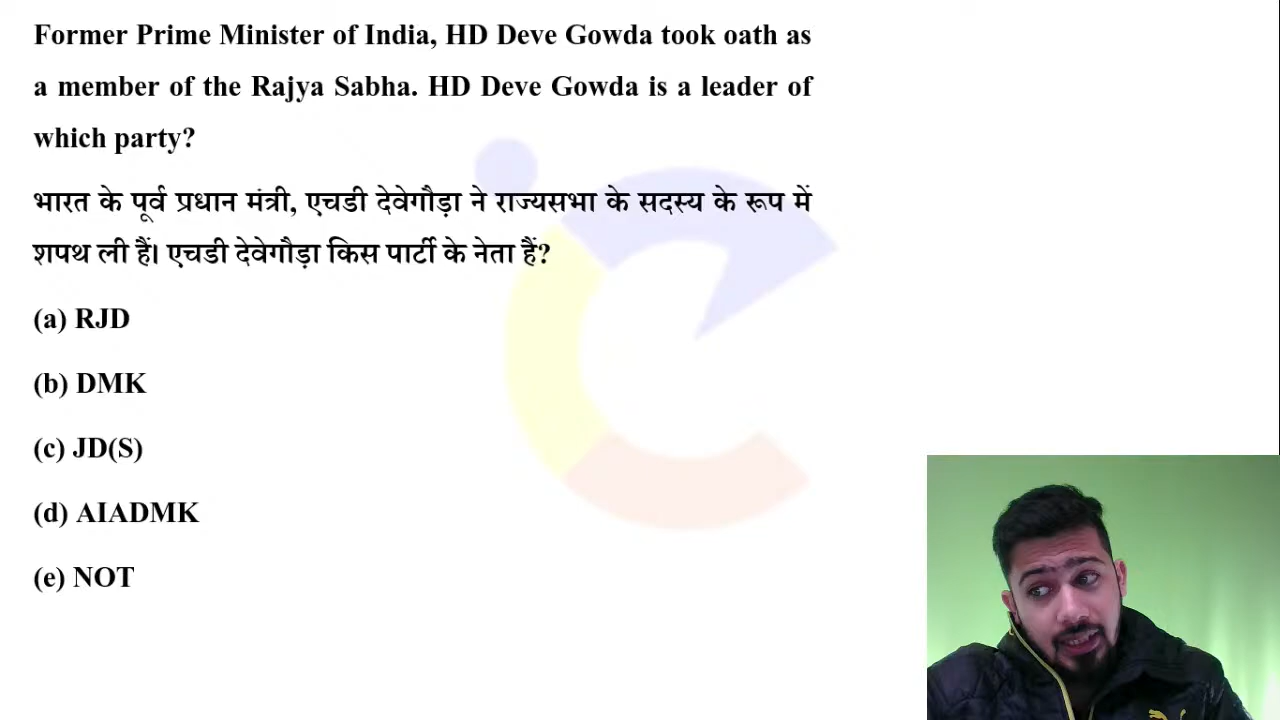 Former Prime Minister of India, HD Deve Gowda took oath as
a member of the Rajya Sabha. HD Deve Gowda is a leader of
which party?
भारत के पूर्व प्रधान मंत्री, एचडी देवेगौड़ा ने राज्यसभा के सदस्य के रूप में
शपथ ली हैं। एचडी देवेगौड़ा किस पार्टी के नेता हैं?
(a) RJD
(b) DMK
(c) JD(S)
(d) AIADMK
(e) NOT